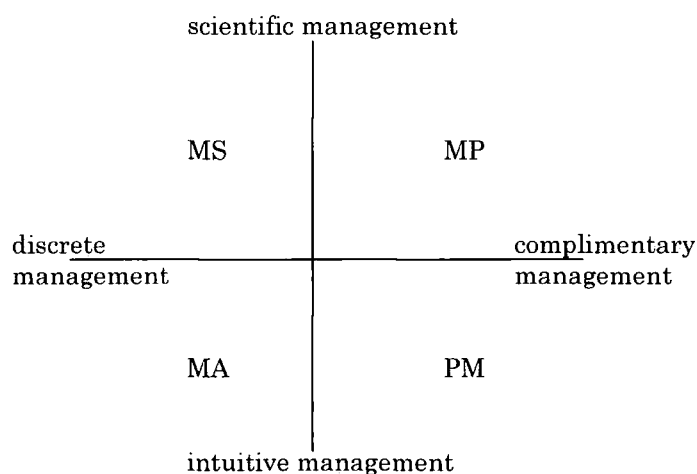 scientific management
MS MP
discrete complimentary
management management
MA PM
intuitive management